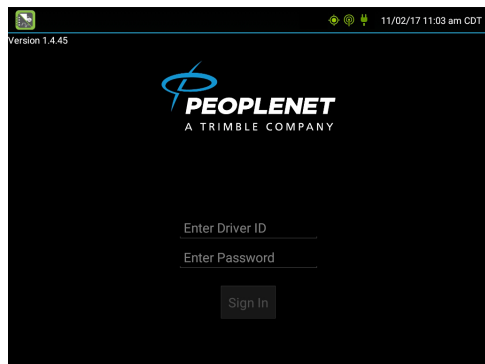 11/02/17 11:03 am CDT
Version 1.4.45
PEOPLENET
A TRIMBLE COMPANY
Enter Driver ID
Enter Password
Sign In